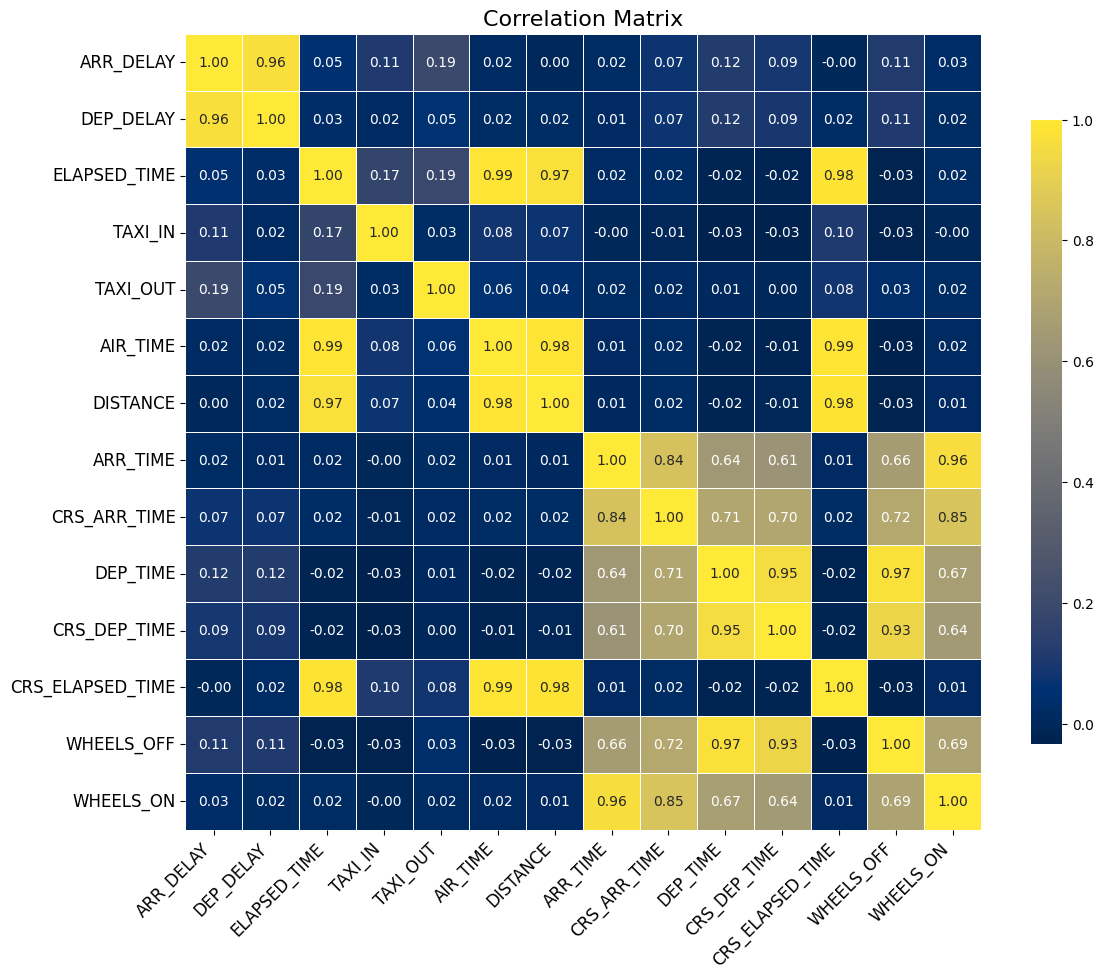 Correlation Matrix
ARR_DELAY 1.00 0.96 0.05 0.11 0.19 0.02 0.00 0.02 0.07 0.12 0.09 -0.00 0.11 0.03
DEP_DELAY 0.96 1.00 0.03 0.02 0.05 0.02 0.02 0.01 0.07 0.12 0.09 0.02 0.11 0.02
ELAPSED_TIME 0.05 0.03 1.00 0.17 0.19 0.99 0.97 0.02 0.02 -0.02 -0.02 0.98 -0.03 0.02
TAXI_IN 0.11 0.02 0.17 1.00 0.03 0.08 0.07 -0.00 -0.01 -0.03 -0.03 0.10 -0.03 -0.00
TAXI_OUT 0.19 0.05 0.19 0.03 1.00 0.06 0.04 0.02 0.02 0.01 0.00 0.08 0.03 0.02
AIR_TIME 0.02 0.02 0.99 0.08 0.06 1.00 0.98 0.01 0.02 -0.02 -0.01 0.99 -0.03 0.02
DISTANCE 0.00 0.02 0.97 0.07 0.04 0.98 1.00 0.01 0.02 -0.02 -0.01 0.98 -0.03 0.01
ARR_TIME 0.02 0.01 0.02 -0.00 0.02 0.01 0.01 1.00 0.84 0.64 0.61 0.01 0.66 0.96
CRS_ARR_TIME 0.07 0.07 0.02 -0.01 0.02 0.02 0.02 0.84 1.00 0.71 0.70 0.02 0.72 0.85
DEP_TIME 0.12 0.12 -0.02 -0.03 0.01 -0.02 -0.02 0.64 0.71 1.00 0.95 -0.02 0.97 0.67
CRS_DEP_TIME 0.09 0.09 -0.02 -0.03 0.00 -0.01 -0.01 0.61 0.70 0.95 1.00 -0.02 0.93 0.64
CRS_ELAPSED_TIME -0.00 0.02 0.98 0.10 0.08 0.99 0.98 0.01 0.02 -0.02 -0.02 1.00 -0.03 0.01
WHEELS_OFF 0.11 0.11 -0.03 -0.03 0.03 -0.03 -0.03 0.66 0.72 0.97 0.93 -0.03 1.00 0.69
WHEELS_ON 0.03 0.02 0.02 -0.00 0.02 0.02 0.01 0.96 0.85 0.67 0.64 0.01 0.69 1.00
ARR_DELAY
DEP_DELAY
ELAPSED_TIME
TAXI_IN
TAXI_OUT
AIR_TIME
DISTANCE
ARR_TIME
CRS_ARR_TIME
DEP_TIME
CRS_DEP_TIME
CRS_ELAPSED_TIME
WHEELS_OFF
WHEELS_ON
1.0
0.8
0.6
0.4
0.2
0.0